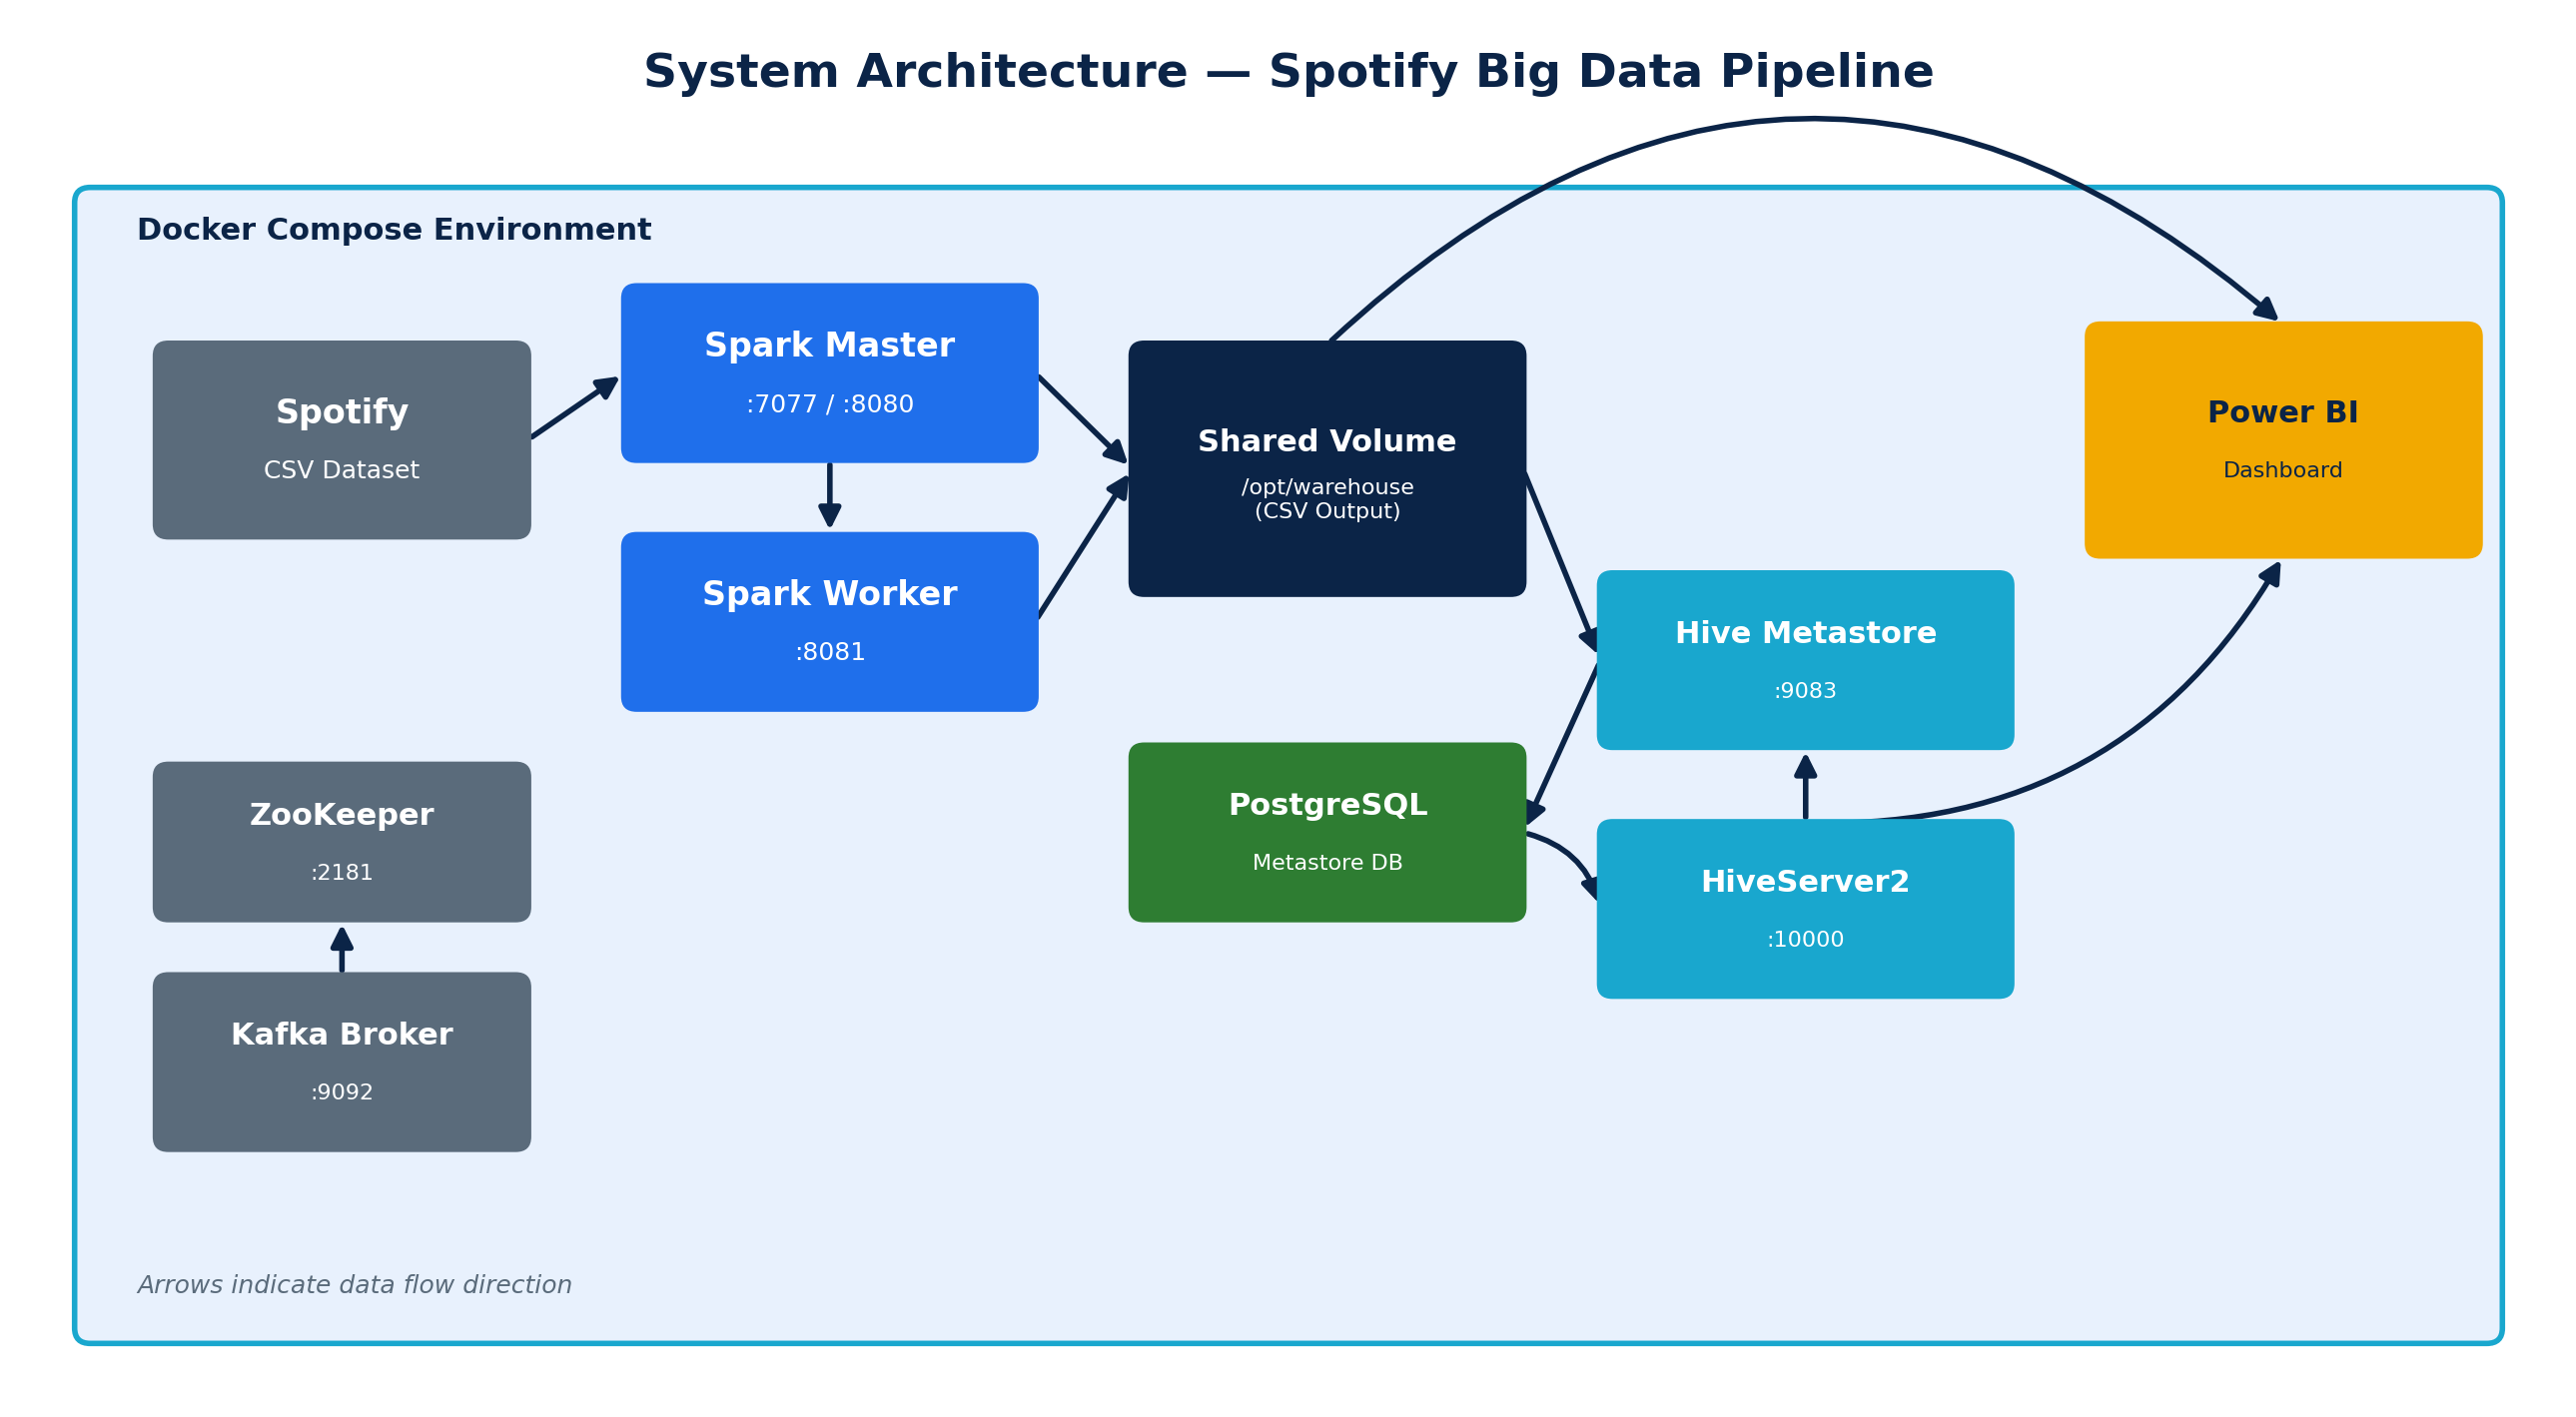 System Architecture — Spotify Big Data Pipeline
Docker Compose Environment
Spotify
CSV Dataset
Spark Master
:7077 / :8080
Spark Worker
:8081
Shared Volume
/opt/warehouse
(CSV Output)
Power BI
Dashboard
Hive Metastore
:9083
PostgreSQL
Metastore DB
HiveServer2
:10000
ZooKeeper
:2181
Kafka Broker
:9092
Arrows indicate data flow direction